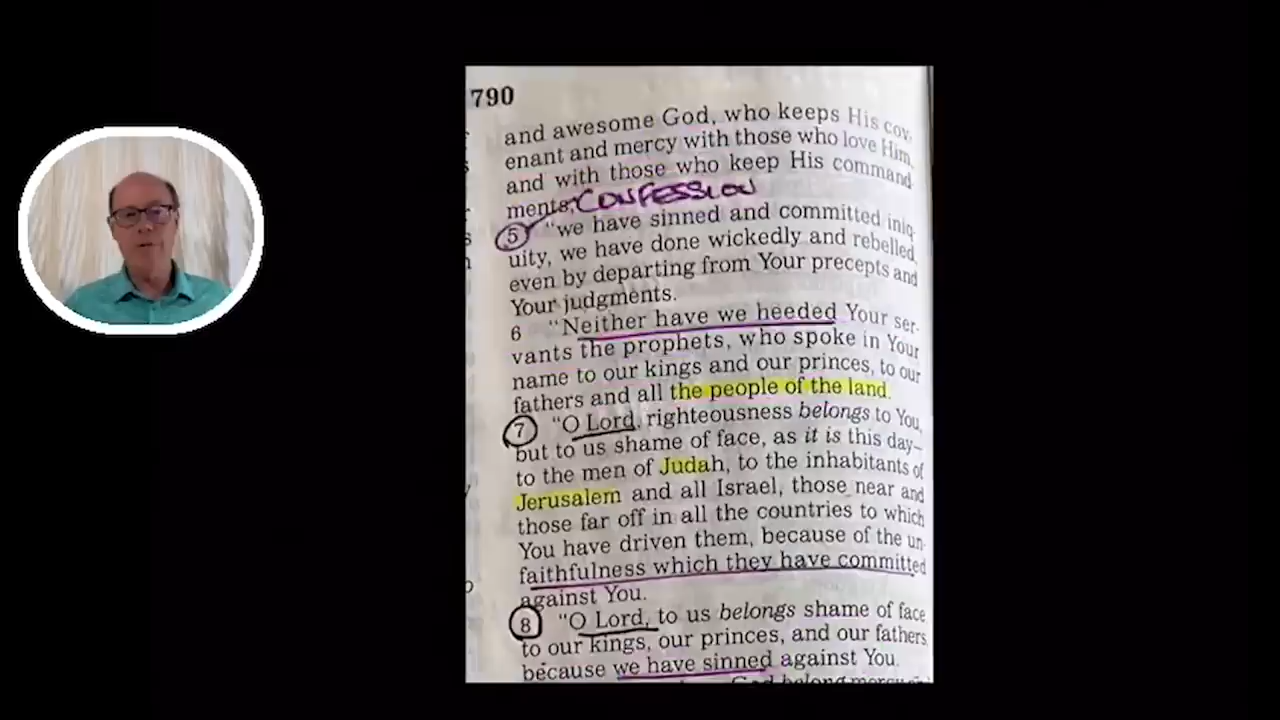 790
and awesome God, who keeps His cov-
enant and mercy with those who love Him,
and with those who keep His command-
ments, CONFESSION
5 "we have sinned and committed iniq-
uity, we have done wickedly and rebelled,
even by departing from Your precepts and
Your judgments.
6 "Neither have we heeded Your ser-
vants the prophets, who spoke in Your
name to our kings and our princes, to our
fathers and all the people of the land.
7 "O Lord, righteousness belongs to You,
but to us shame of face, as it is this day—
to the men of Judah, to the inhabitants of
Jerusalem and all Israel, those near and
those far off in all the countries to which
You have driven them, because of the un-
faithfulness which they have committed
against You.
8 "O Lord, to us belongs shame of face,
to our kings, our princes, and our fathers,
because we have sinned against You.